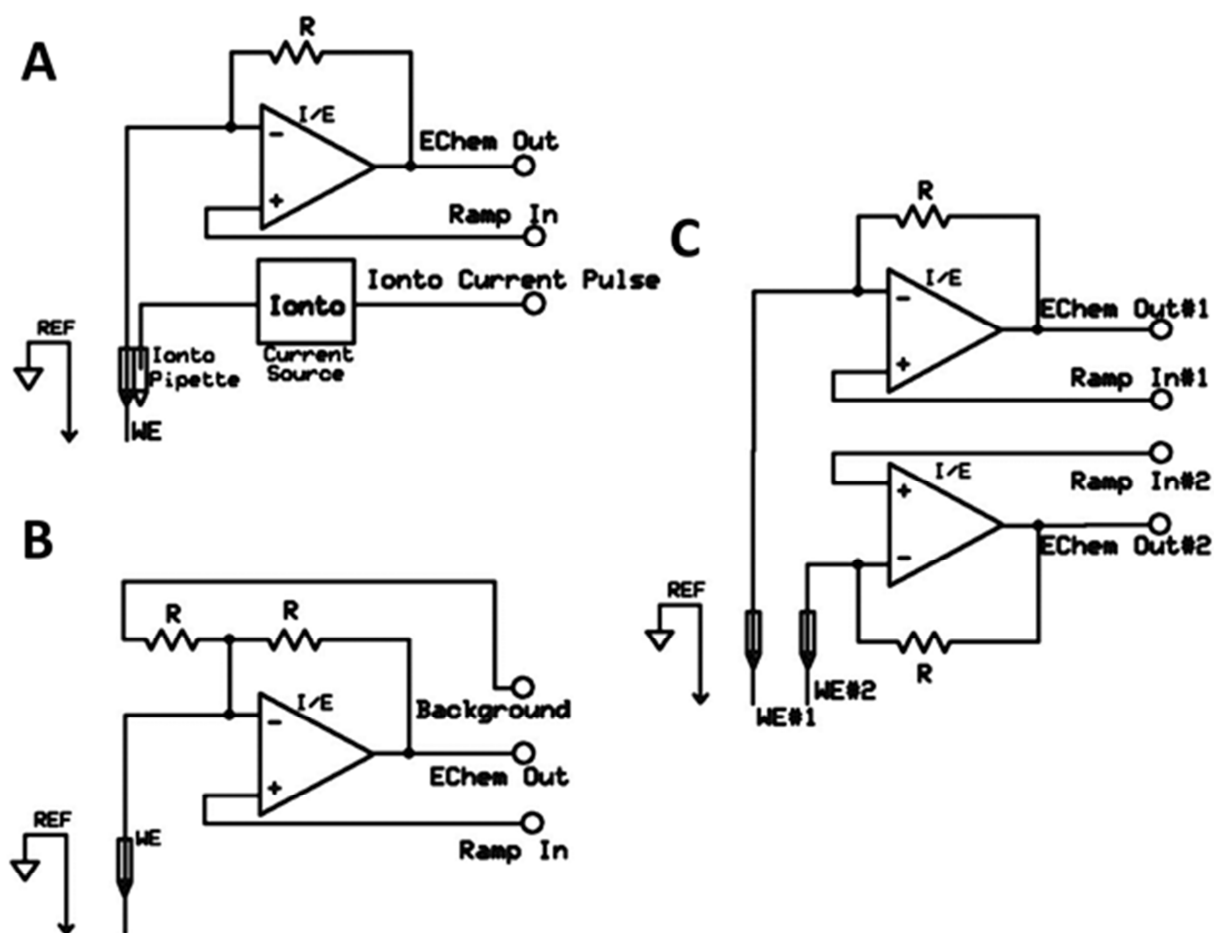 A
R
I/E
-
+
EChem Out
Ramp In
Ionto
Ionto Current Pulse
Current
Source
REF
Ionto
Pipette
WE
B
R
R
I/E
-
+
Background
EChem Out
Ramp In
REF
WE
C
R
I/E
-
+
EChem Out#1
Ramp In#1
I/E
+
-
Ramp In#2
EChem Out#2
R
REF
WE#2
WE#1